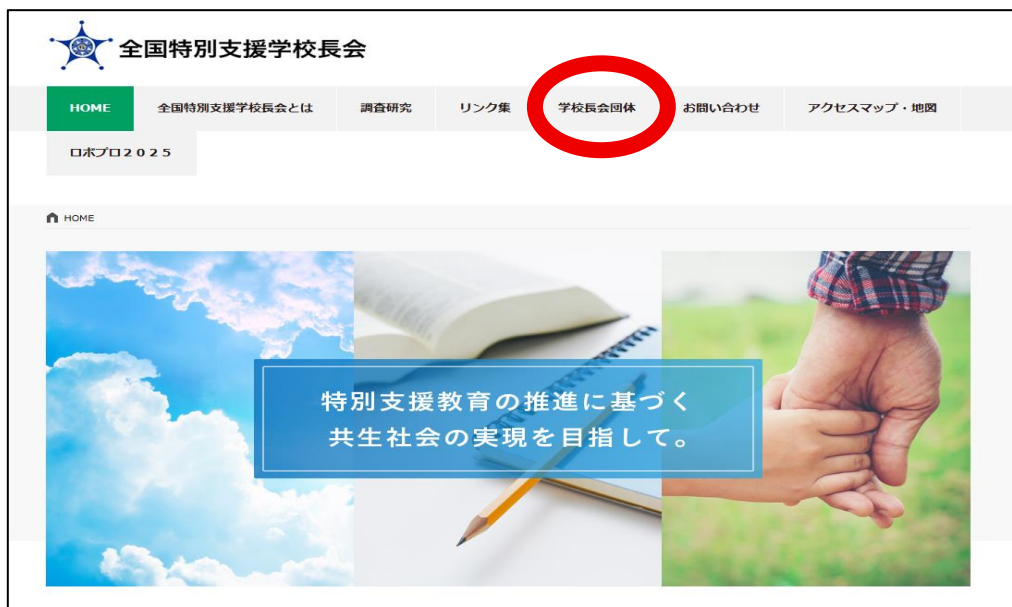 全国特別支援学校長会
HOME 全国特別支援学校長会とは 調査研究 リンク集 学校長会団体 お問い合わせ アクセスマップ・地図
ロボプロ2025
HOME
特別支援教育の推進に基づく
共生社会の実現を目指して。